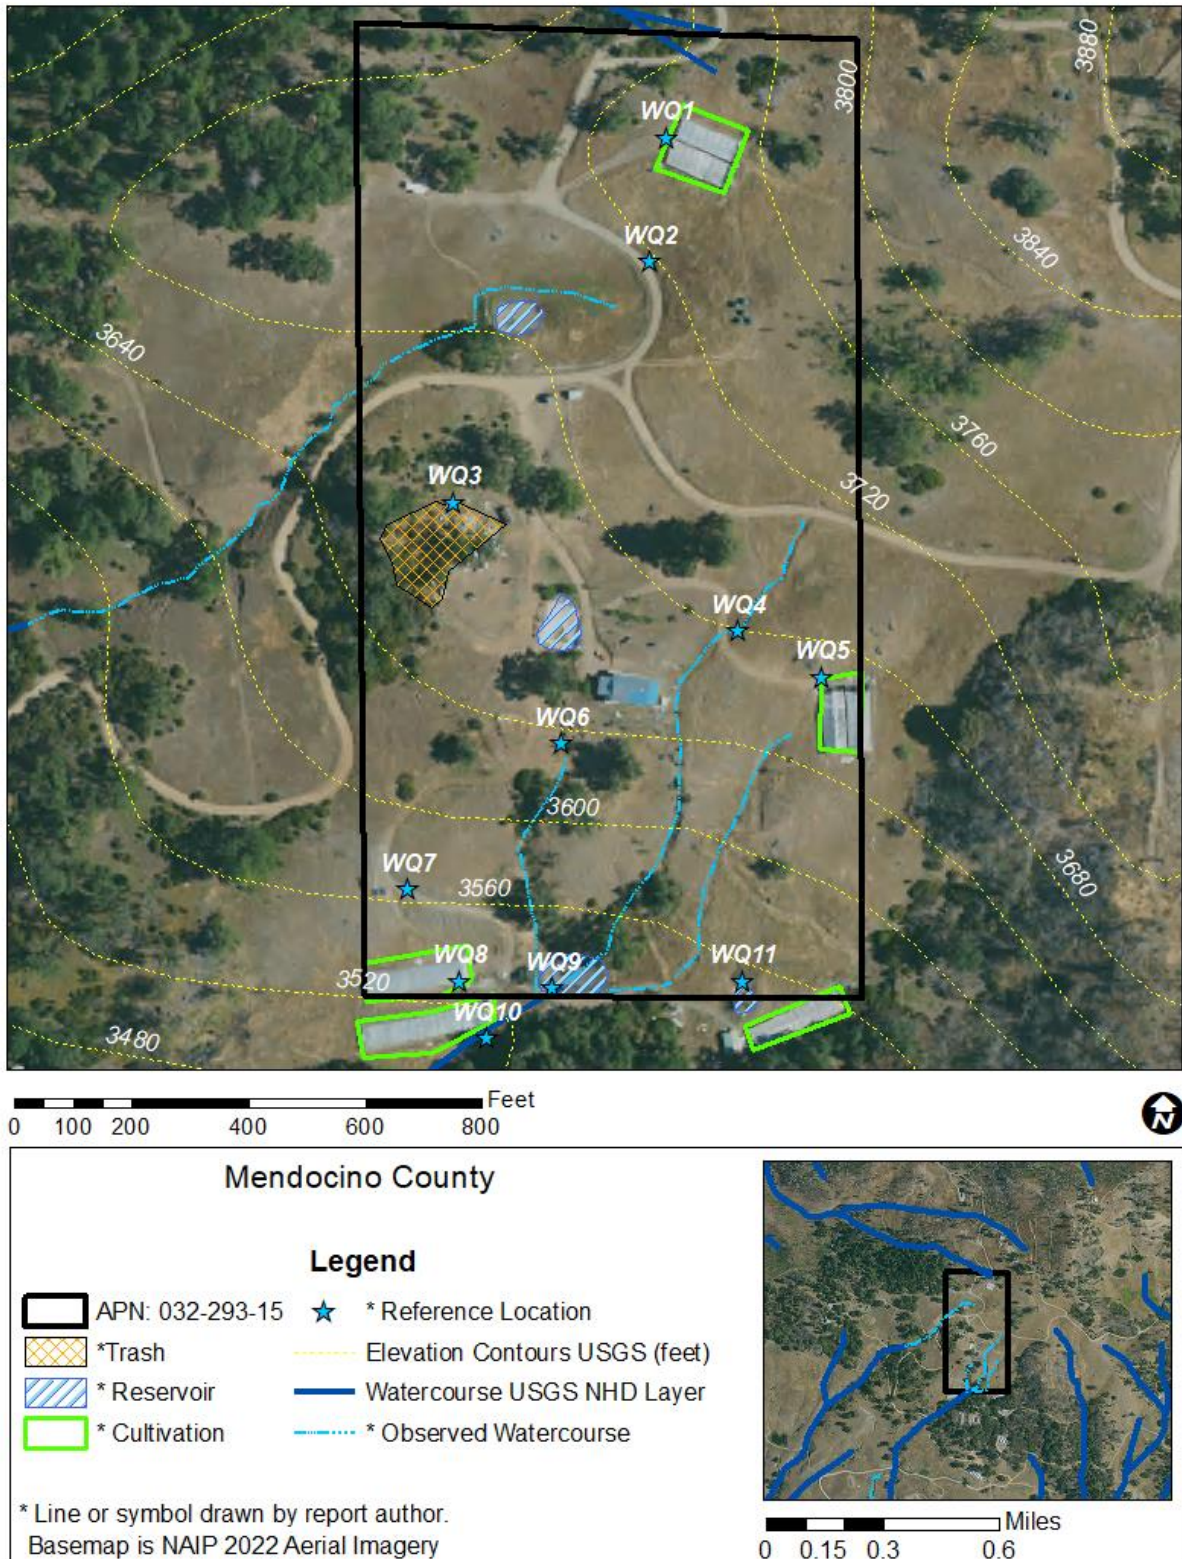 3880
3800
WQ1
WQ2
3840
3640
3760
3720
WQ3
WQ4
WQ5
WQ6
3600
3680
WQ7
3560
WQ8
WQ9
WQ11
3520
WQ10
3480
Feet
0 100 200 400 600 800
N
Mendocino County
Legend
APN: 032-293-15 * Reference Location
*Trash Elevation Contours USGS (feet)
* Reservoir Watercourse USGS NHD Layer
* Cultivation * Observed Watercourse
* Line or symbol drawn by report author.
Basemap is NAIP 2022 Aerial Imagery
Miles
0 0.15 0.3 0.6